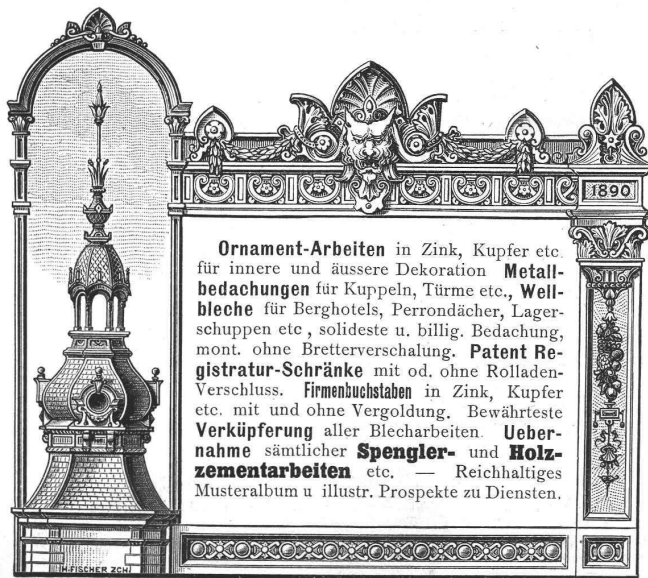 1890
Ornament-Arbeiten in Zink, Kupfer etc.
für innere und äussere Dekoration Metall-
bedachungen für Kuppeln, Türme etc., Well-
bleche für Berghotels, Perrondächer, Lager-
schuppen etc , solideste u. billig. Bedachung,
mont. ohne Bretterverschalung. Patent Re-
gistratur-Schränke mit od. ohne Rolladen-
Verschluss. Firmenbuchstaben in Zink, Kupfer
etc. mit und ohne Vergoldung. Bewährteste
Verküpferung aller Blecharbeiten. Ueber-
nahme sämtlicher Spengler- und Holz-
zementarbeiten etc. — Reichhaltiges
Musteralbum u illustr. Prospekte zu Diensten.
H. FISCHER ZCH.